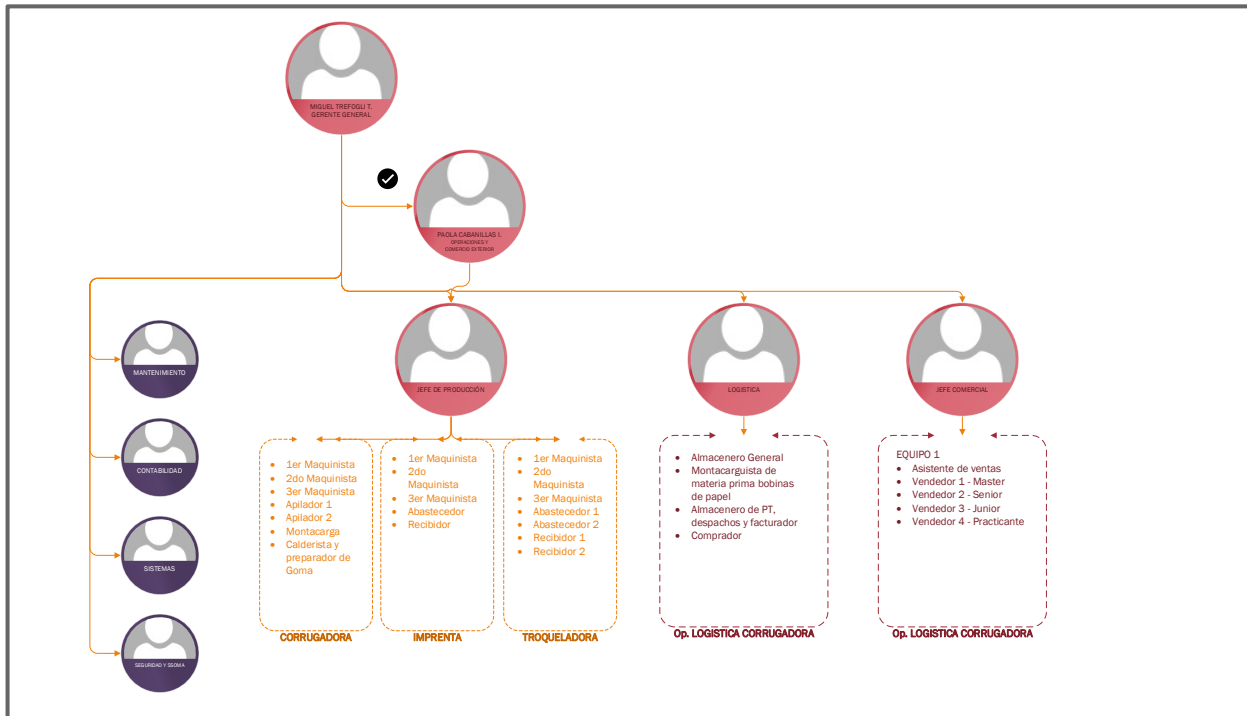 MIGUEL TREFOGLI T.
GERENTE GENERAL
PAOLA CABANILLAS I.
OPERACIONES Y
COMERCIO EXTERIOR
MANTENIMIENTO
CONTABILIDAD
SISTEMAS
SEGURIDAD Y SSOMA
JEFE DE PRODUCCIÓN
LOGISTICA
JEFE COMERCIAL
1er Maquinista
2do Maquinista
3er Maquinista
Apilador 1
Apilador 2
Montacarga
Calderista y
preparador de
Goma
CORRUGADORA
1er Maquinista
2do
Maquinista
3er Maquinista
Abastecedor
Recibidor
IMPRENTA
1er Maquinista
2do
Maquinista
3er Maquinista
Abastecedor 1
Abastecedor 2
Recibidor 1
Recibidor 2
TROQUELADORA
Almacenero General
Montacarguista de
materia prima bobinas
de papel
Almacenero de PT,
despachos y facturador
Comprador
Op. LOGISTICA CORRUGADORA
EQUIPO 1
Asistente de ventas
Vendedor 1 - Master
Vendedor 2 - Senior
Vendedor 3 - Junior
Vendedor 4 - Practicante
Op. LOGISTICA CORRUGADORA